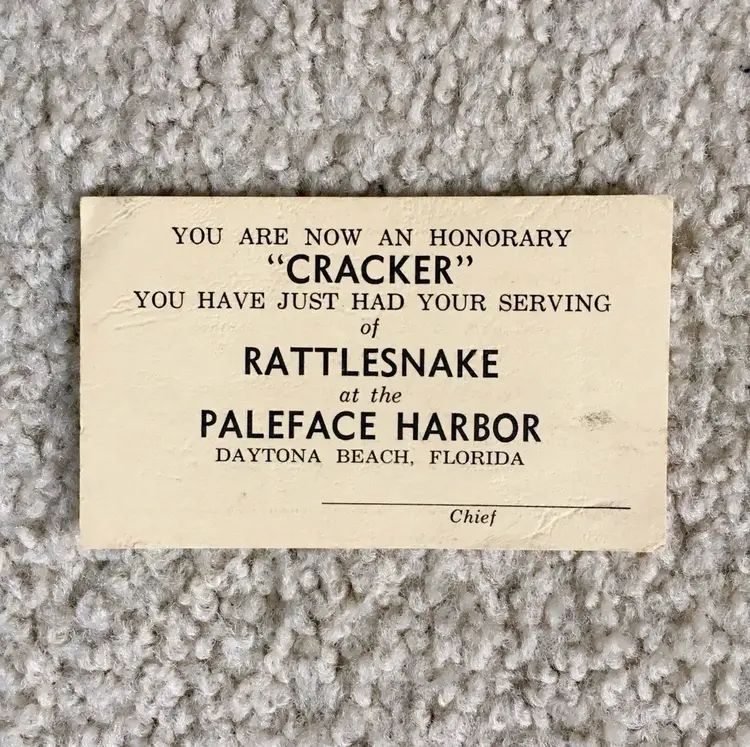 YOU ARE NOW AN HONORARY
“CRACKER”
YOU HAVE JUST HAD YOUR SERVING
of
RATTLESNAKE
at the
PALEFACE HARBOR
DAYTONA BEACH, FLORIDA
Chief